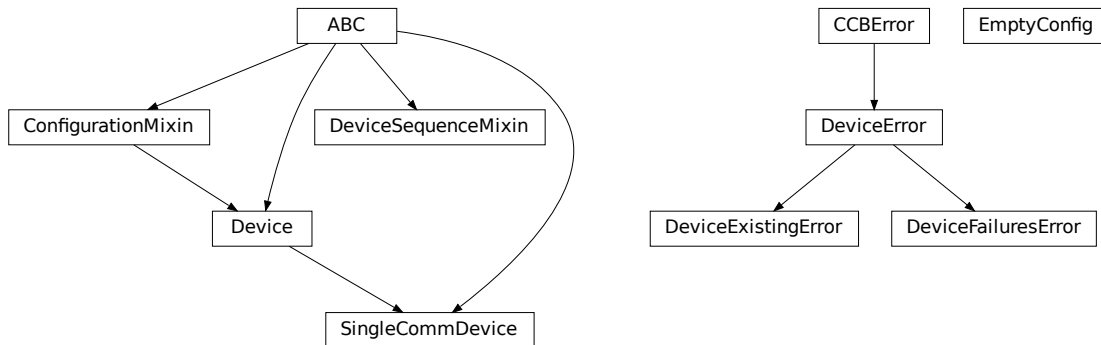 ABC
CCBError
EmptyConfig
ConfigurationMixin
DeviceSequenceMixin
DeviceError
Device
DeviceExistingError
DeviceFailuresError
SingleCommDevice